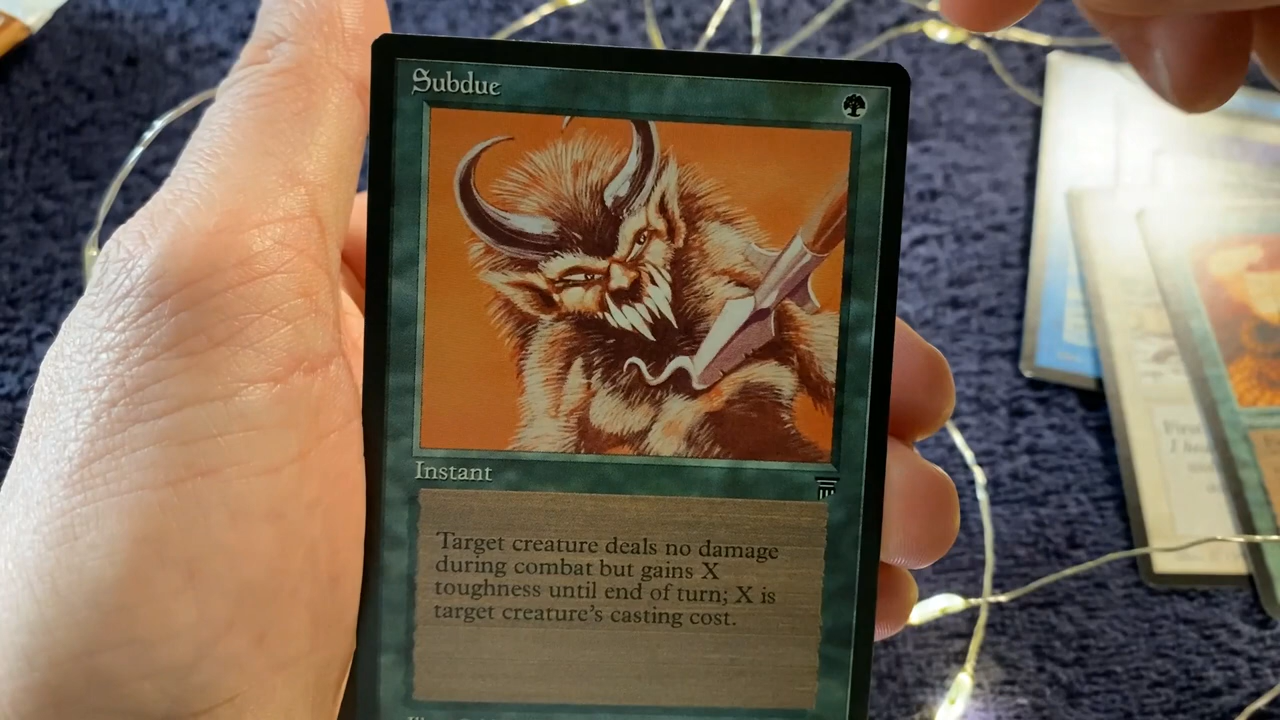 Subdue
Instant
Target creature deals no damage
during combat but gains X
toughness until end of turn; X is
target creature's casting cost.